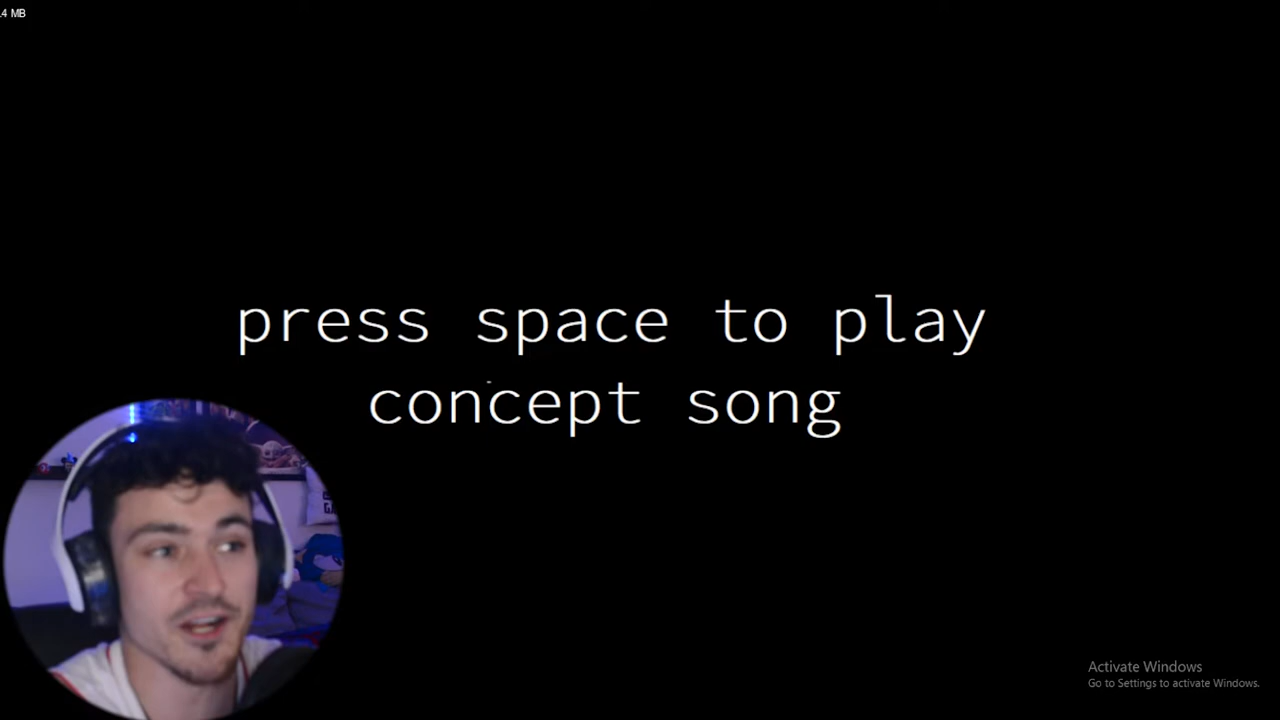 .4 MB
press space to play
concept song
Activate Windows
Go to Settings to activate Windows.